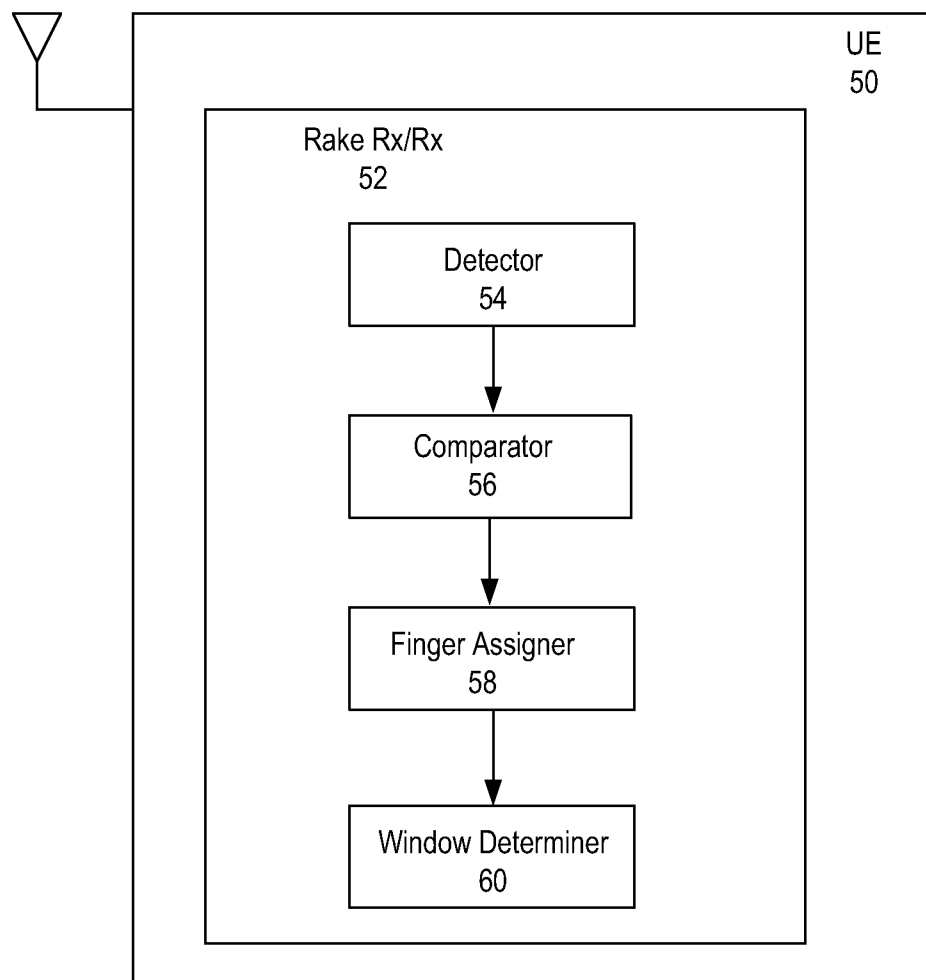 UE
50
Rake Rx/Rx
52
Detector
54
Comparator
56
Finger Assigner
58
Window Determiner
60